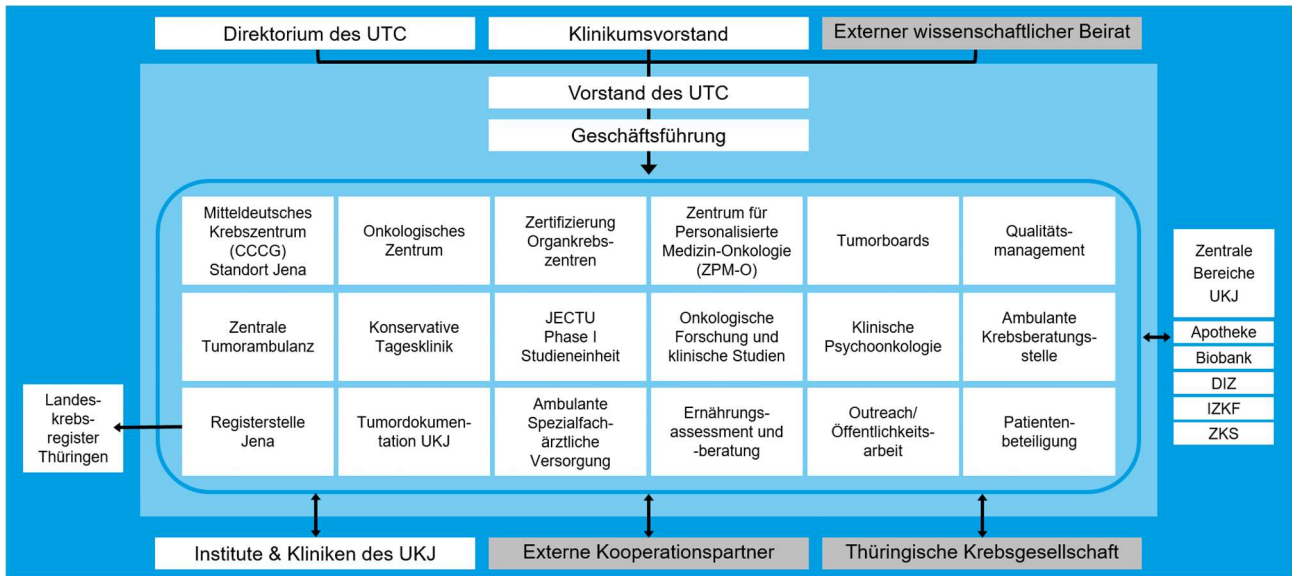 Direktorium des UTC
Klinikumsvorstand
Externer wissenschaftlicher Beirat
Vorstand des UTC
Geschäftsführung
Mitteldeutsches
Krebszentrum
(CCCG)
Standort Jena
Onkologisches
Zentrum
Zertifizierung
Organkrebs-
zentren
Zentrum für
Personalisierte
Medizin-Onkologie
(ZPM-O)
Tumorboards
Qualitäts-
management
Zentrale
Tumorambulanz
Konservative
Tagesklinik
JECTU
Phase I
Studieneinheit
Onkologische
Forschung und
klinische Studien
Klinische
Psychoonkologie
Ambulante
Krebsberatungs-
stelle
Registerstelle
Jena
Tumordokumen-
tation UKJ
Ambulante
Spezialfach-
ärztliche
Versorgung
Ernährungs-
assessment und
-beratung
Outreach/
Öffentlichkeits-
arbeit
Patienten-
beteiligung
Zentrale
Bereiche
UKJ
Apotheke
Biobank
DIZ
IZKF
ZKS
Landes-
krebs-
register
Thüringen
Institute & Kliniken des UKJ
Externe Kooperationspartner
Thüringische Krebsgesellschaft